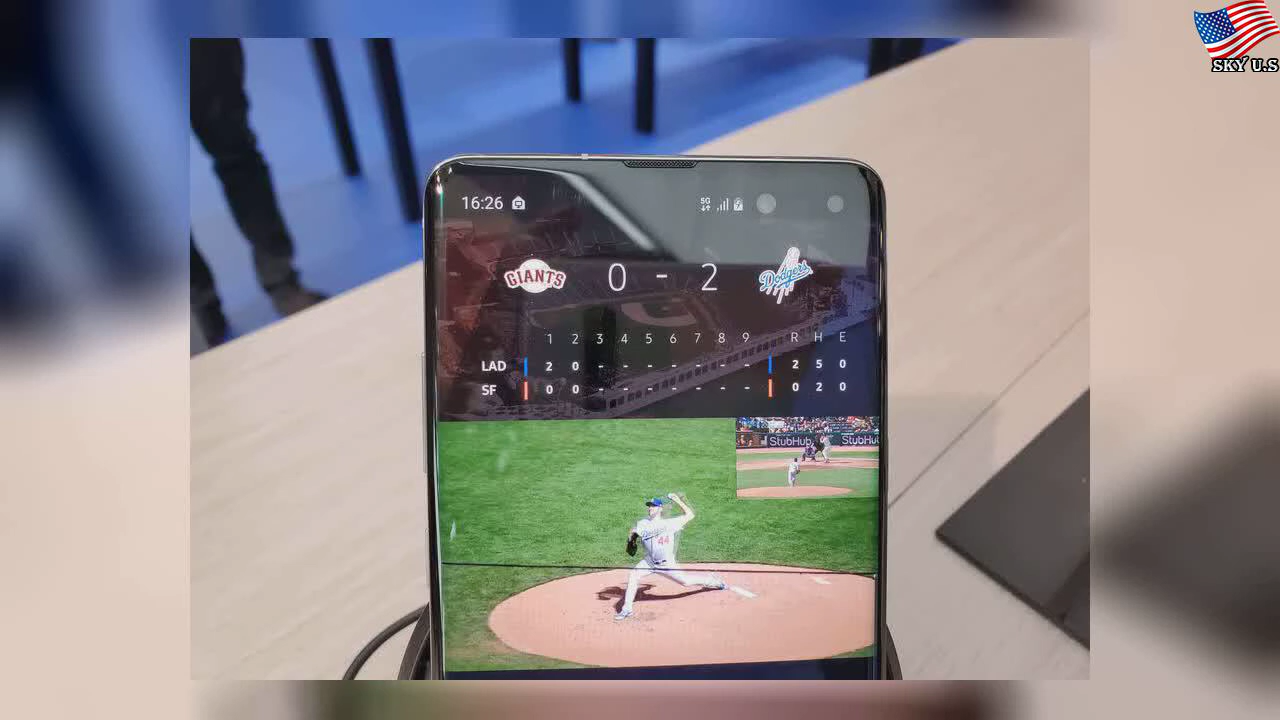 SKY U.S
16:26 5G
GIANTS 0 - 2 Dodgers
1 2 3 4 5 6 7 8 9 R H E
LAD 2 0 - - - - - - - 2 5 0
SF 0 0 - - - - - - - 0 2 0
StubHub StubHub
Dodgers
44